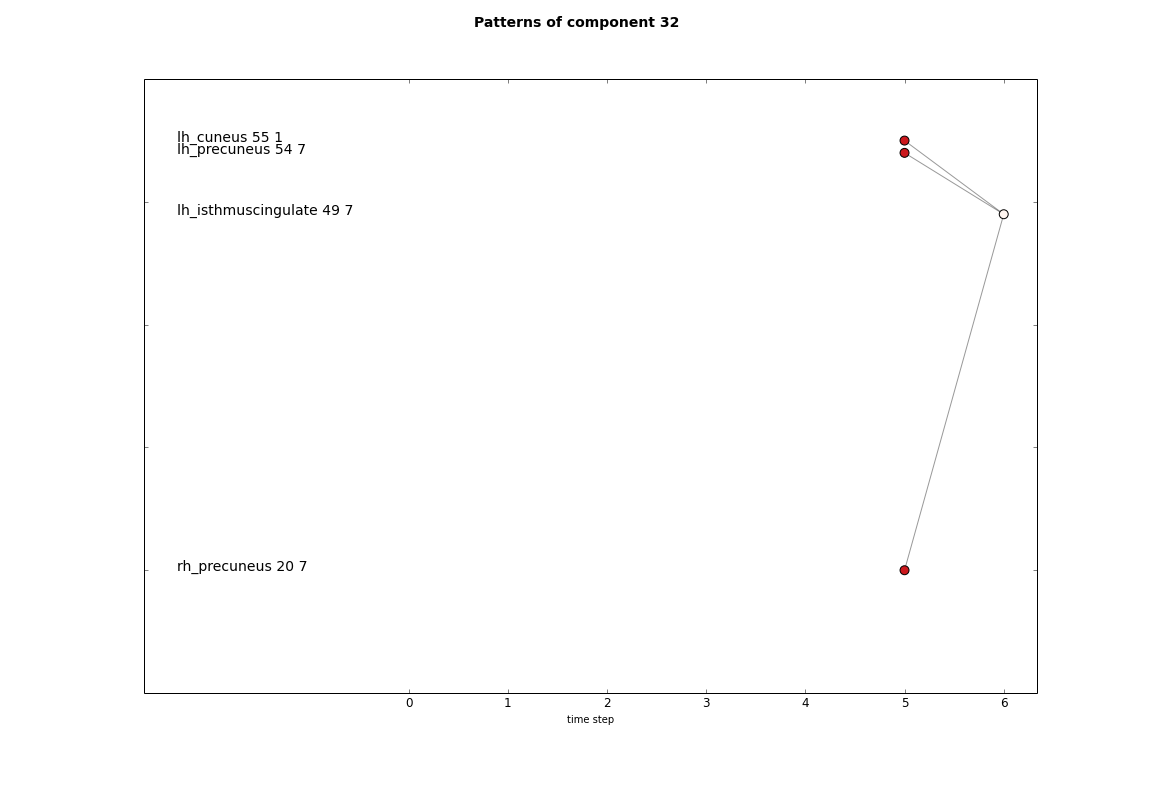 Patterns of component 32
lh_cuneus 55 1
lh_precuneus 54 7
lh_isthmuscingulate 49 7
rh_precuneus 20 7
0 1 2 3 4 5 6
time step